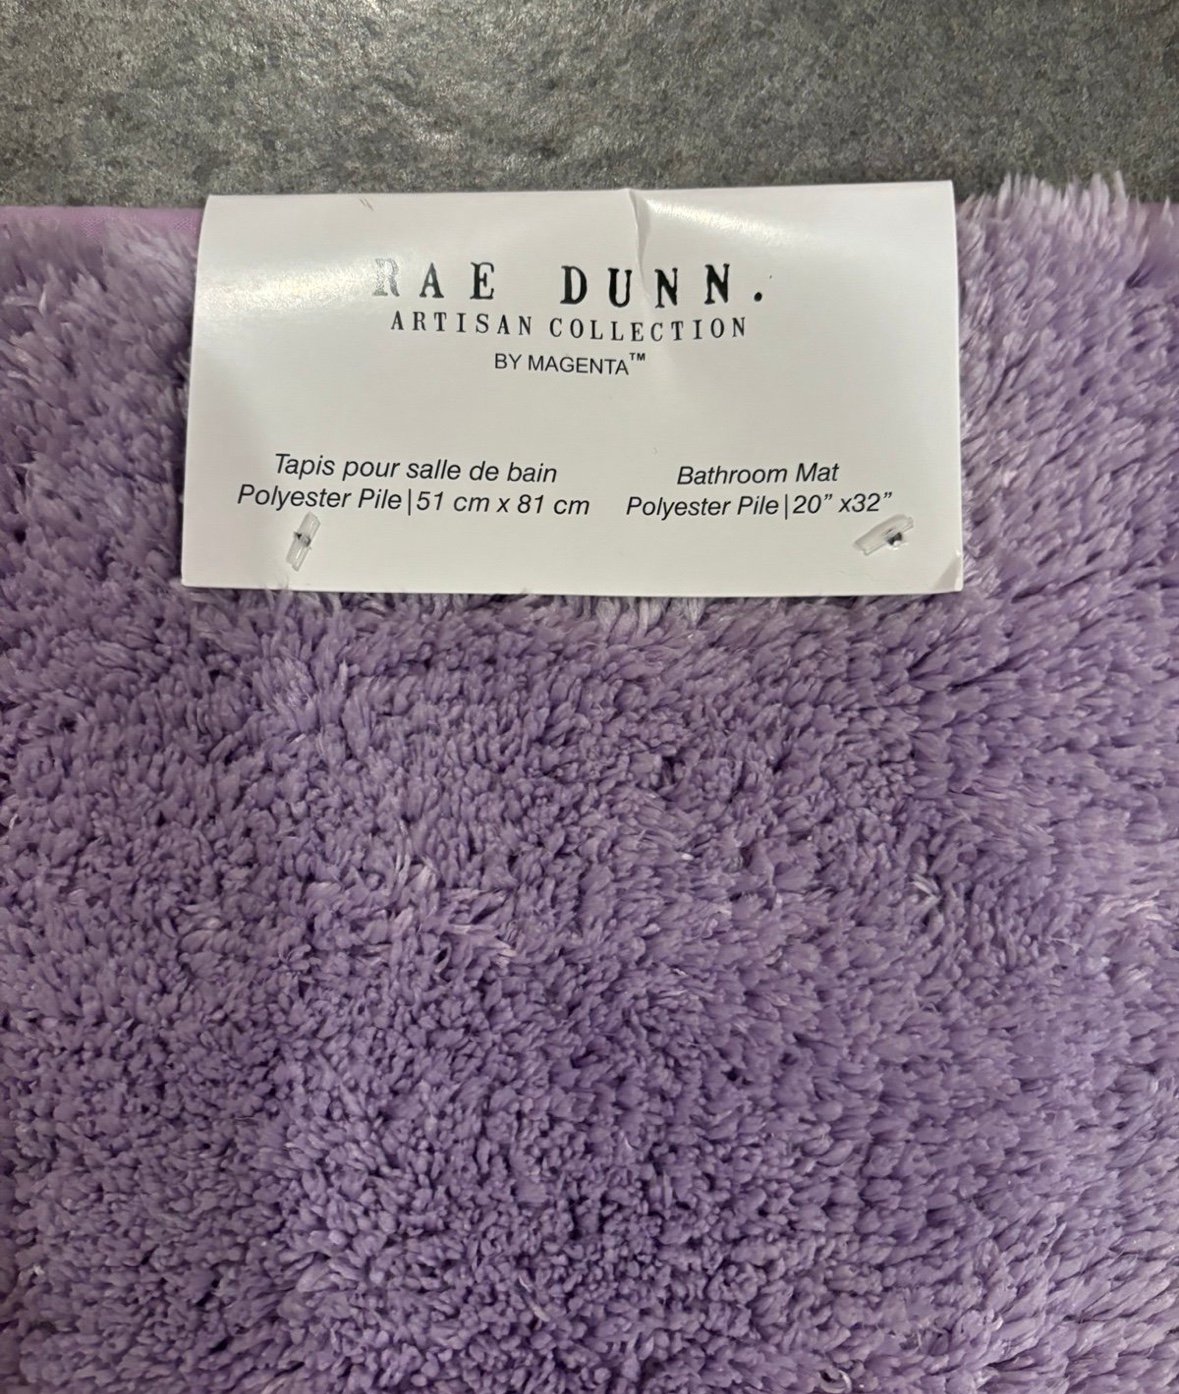 RAE DUNN.
ARTISAN COLLECTION
BY MAGENTA™
Tapis pour salle de bain
Polyester Pile|51 cm x 81 cm
Bathroom Mat
Polyester Pile|20” x32”